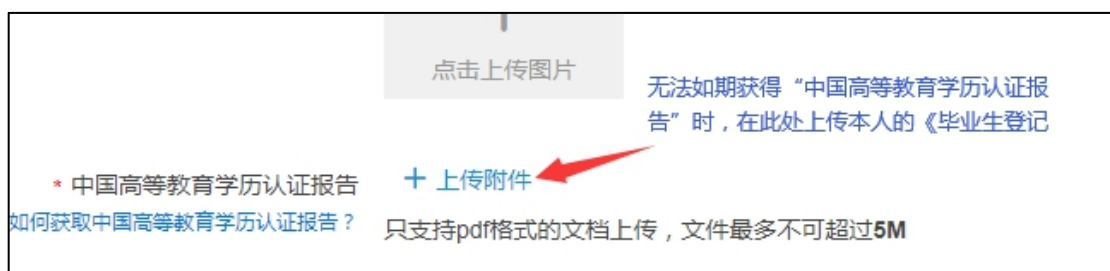 点击上传图片
无法如期获得“中国高等教育学历认证报
告”时，在此处上传本人的《毕业生登记
* 中国高等教育学历认证报告
＋ 上传附件
如何获取中国高等教育学历认证报告？
只支持pdf格式的文档上传，文件最多不可超过5M